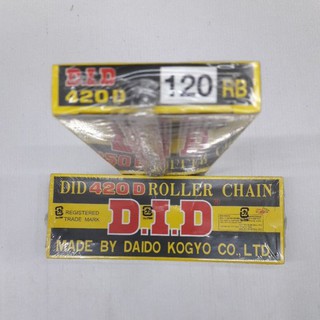 D.I.D
420 D
120
RB
DID 420 D ROLLER CHAIN
REGISTERED
TRADE MARK
D.I.D
MADE BY DAIDO KOGYO CO., LTD.